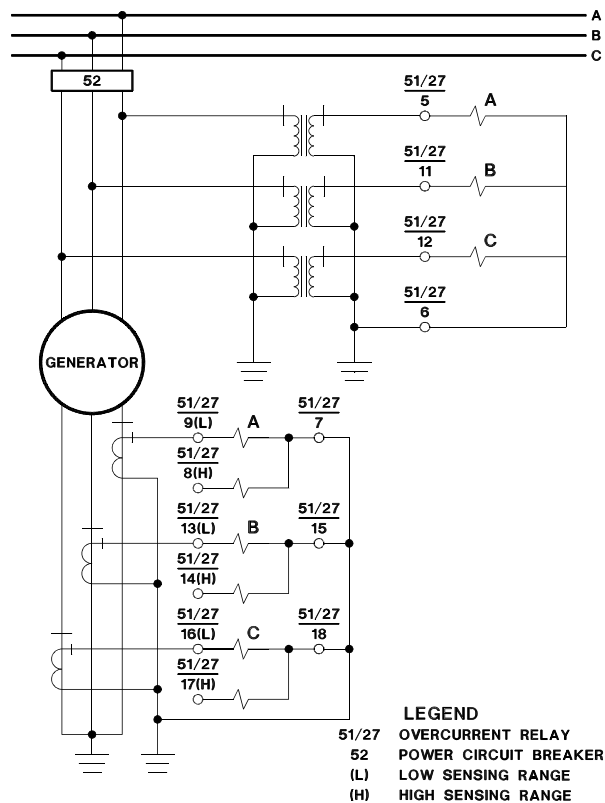 A
B
C
52
51/27
5
A
51/27
11
B
51/27
12
C
51/27
6
GENERATOR
51/27
9(L)
A
51/27
7
51/27
8(H)
51/27
13(L)
B
51/27
15
51/27
14(H)
51/27
16(L)
C
51/27
18
51/27
17(H)
LEGEND
51/27 OVERCURRENT RELAY
52 POWER CIRCUIT BREAKER
(L) LOW SENSING RANGE
(H) HIGH SENSING RANGE